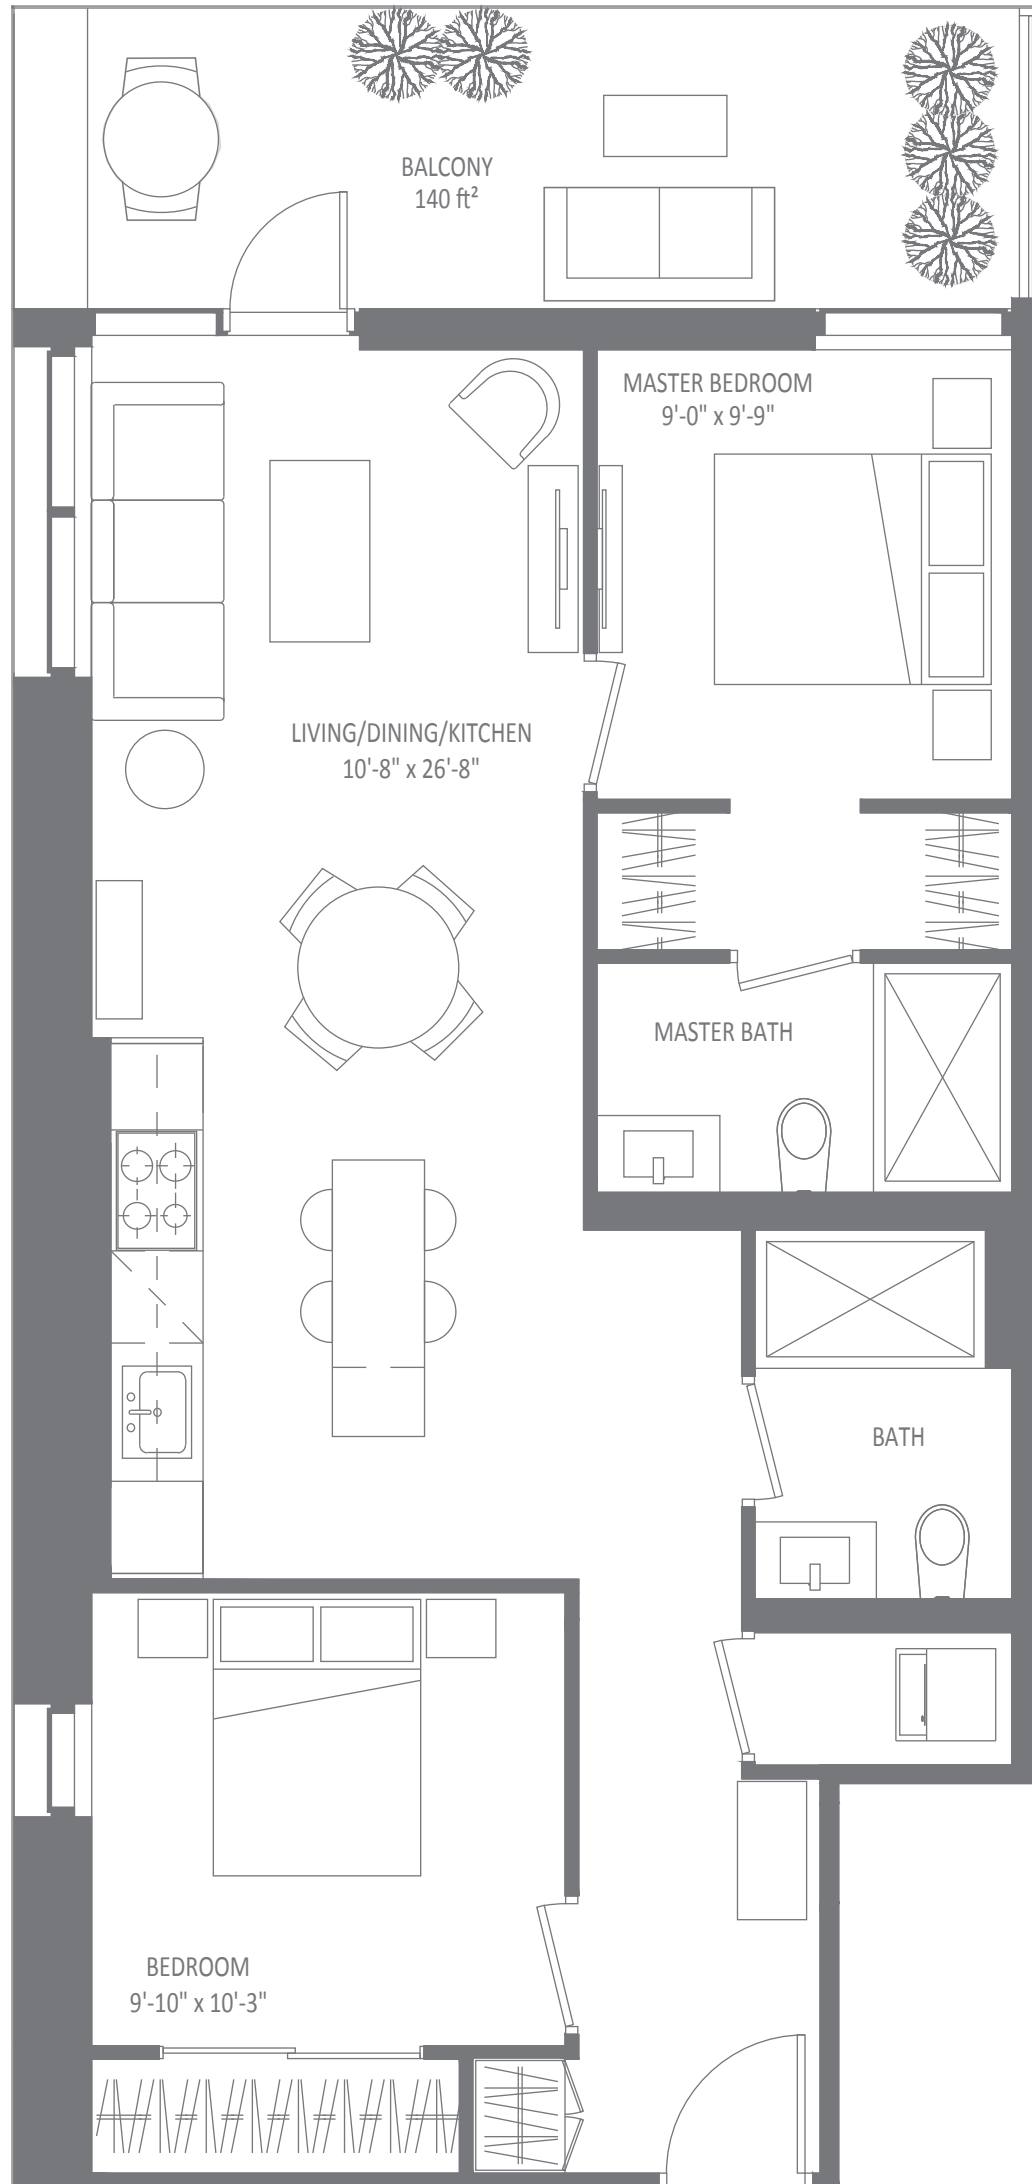 BALCONY
140 ft²
MASTER BEDROOM
9'-0" x 9'-9"
LIVING/DINING/KITCHEN
10'-8" x 26'-8"
MASTER BATH
BATH
BEDROOM
9'-10" x 10'-3"